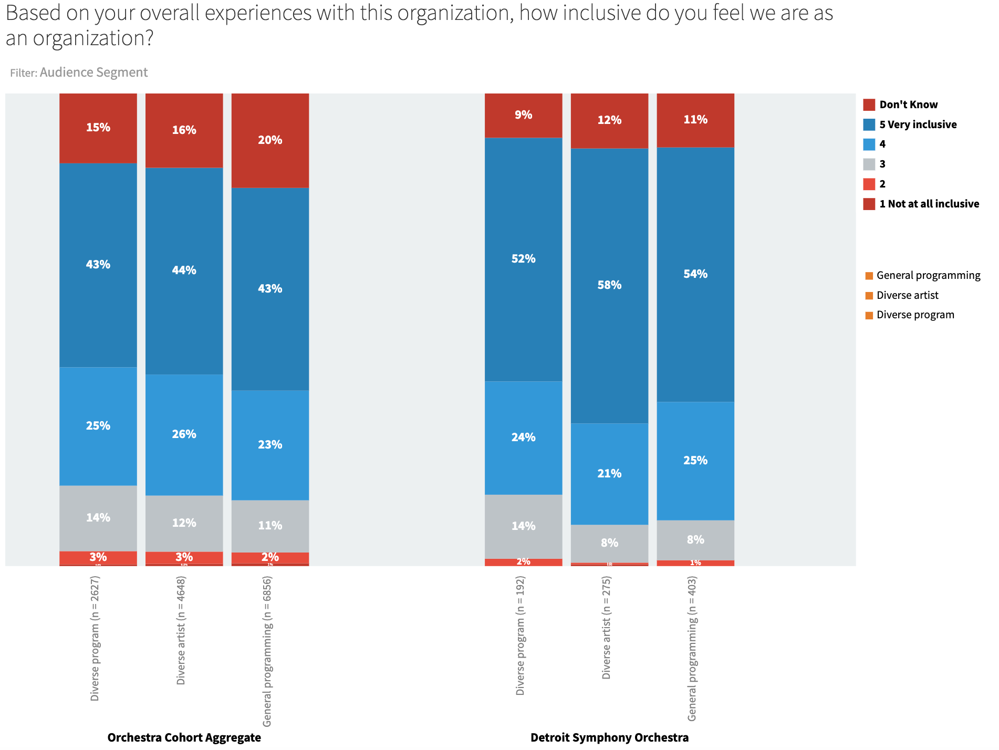 Based on your overall experiences with this organization, how inclusive do you feel we are as
an organization?
Filter: Audience Segment
15%
43%
25%
14%
3%
16%
44%
26%
12%
3%
0.5%
20%
43%
23%
11%
2%
1%
9%
52%
24%
14%
2%
12%
58%
21%
8%
11%
54%
25%
8%
1%
Don't Know
5 Very inclusive
4
3
2
1 Not at all inclusive
General programming
Diverse artist
Diverse program
Diverse program (n = 2627)
Diverse artist (n = 4648)
General programming (n = 6856)
Diverse program (n = 192)
Diverse artist (n = 275)
General programming (n = 403)
Orchestra Cohort Aggregate
Detroit Symphony Orchestra